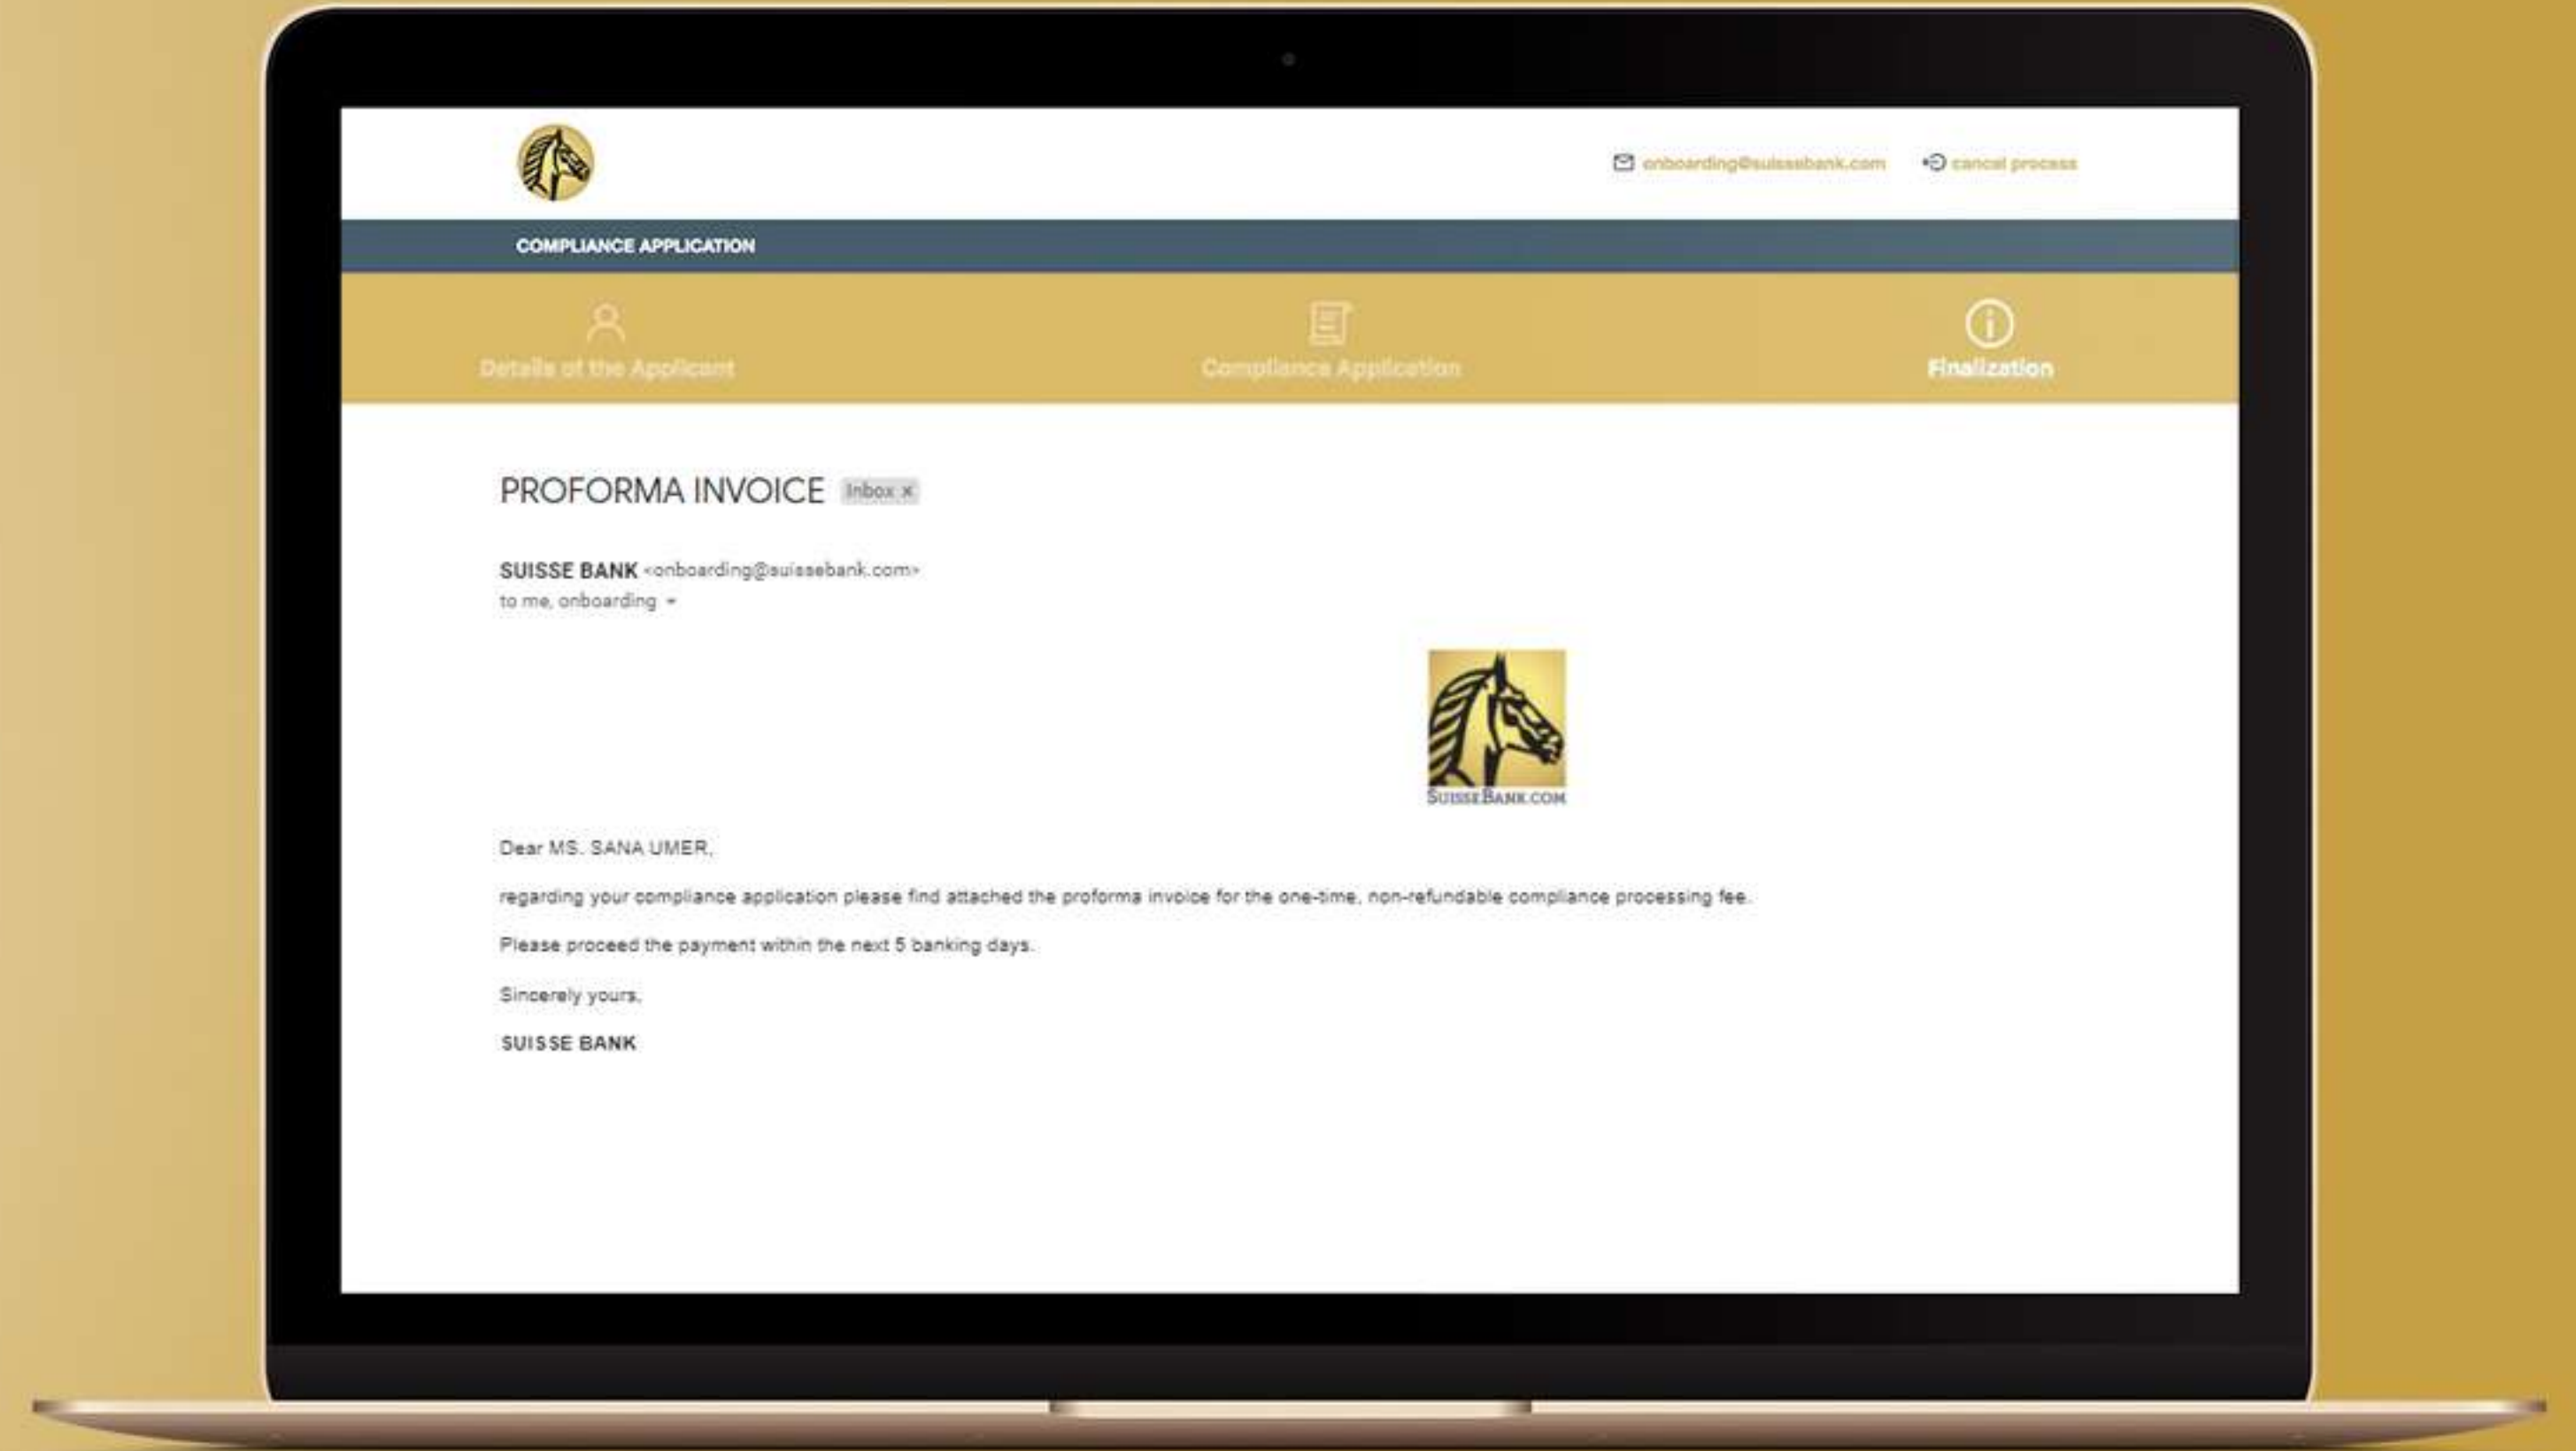 onboarding@suissebank.com cancel process
COMPLIANCE APPLICATION
Details of the Applicant Compliance Application Finalization
PROFORMA INVOICE Inbox x
SUISSE BANK <onboarding@suissebank.com>
to me, onboarding
SUISSEBANK.COM
Dear MS. SANA UMER,
regarding your compliance application please find attached the proforma invoice for the one-time, non-refundable compliance processing fee.
Please proceed the payment within the next 5 banking days.
Sincerely yours,
SUISSE BANK